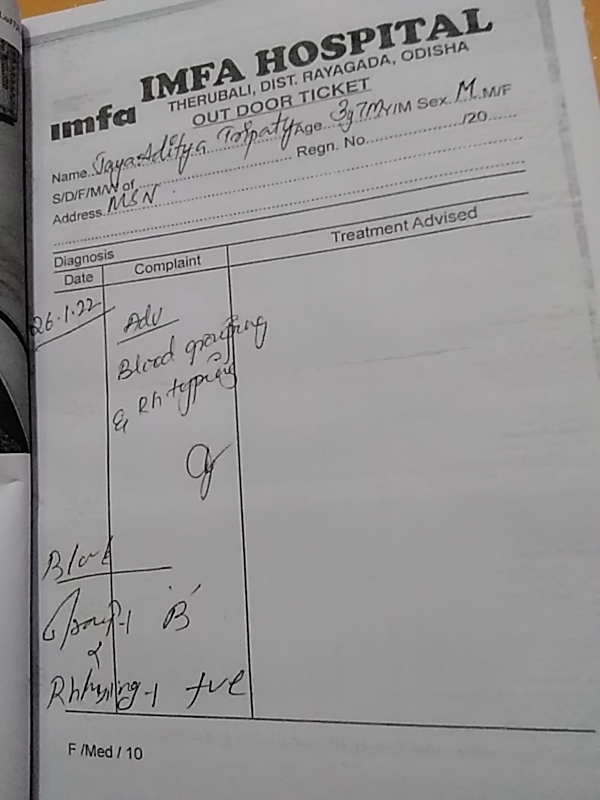 IMFA HOSPITAL
THERUBALI, DIST. RAYAGADA, ODISHA
imfa
OUT DOOR TICKET
Name Jaya Aditya Tripaty Age 3y7M Y/M Sex M M/F
S/D/F/M/W of Regn. No. /20
Address MSN
Diagnosis
Date Complaint Treatment Advised
26.1.22
Adv
Blood grouping
& Rh typing
Blood
Group-1 'B'
&
Rh typing-1 +ve
F /Med / 10